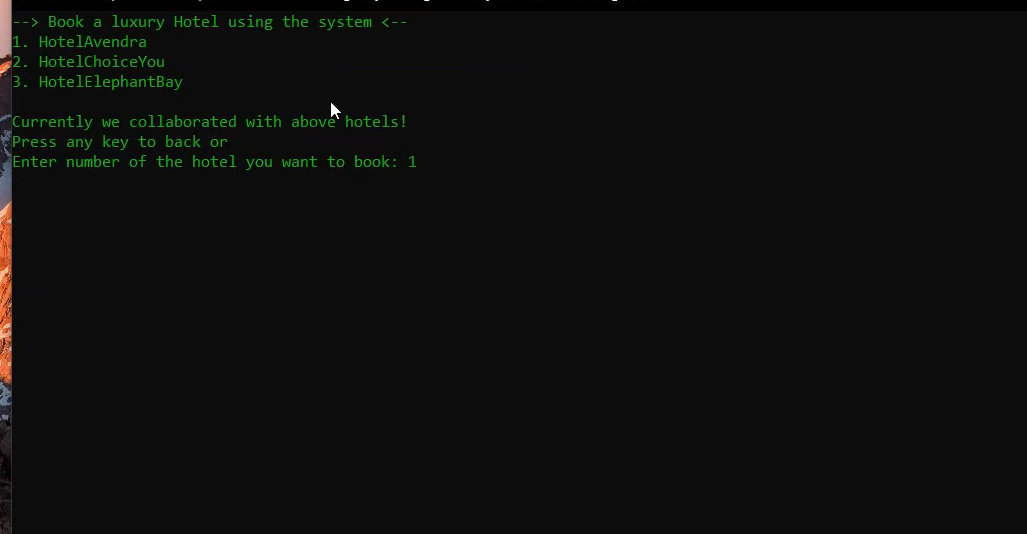 --> Book a luxury Hotel using the system <--
1. HotelAvendra
2. HotelChoiceYou
3. HotelElephantBay
Currently we collaborated with above hotels!
Press any key to back or
Enter number of the hotel you want to book: 1